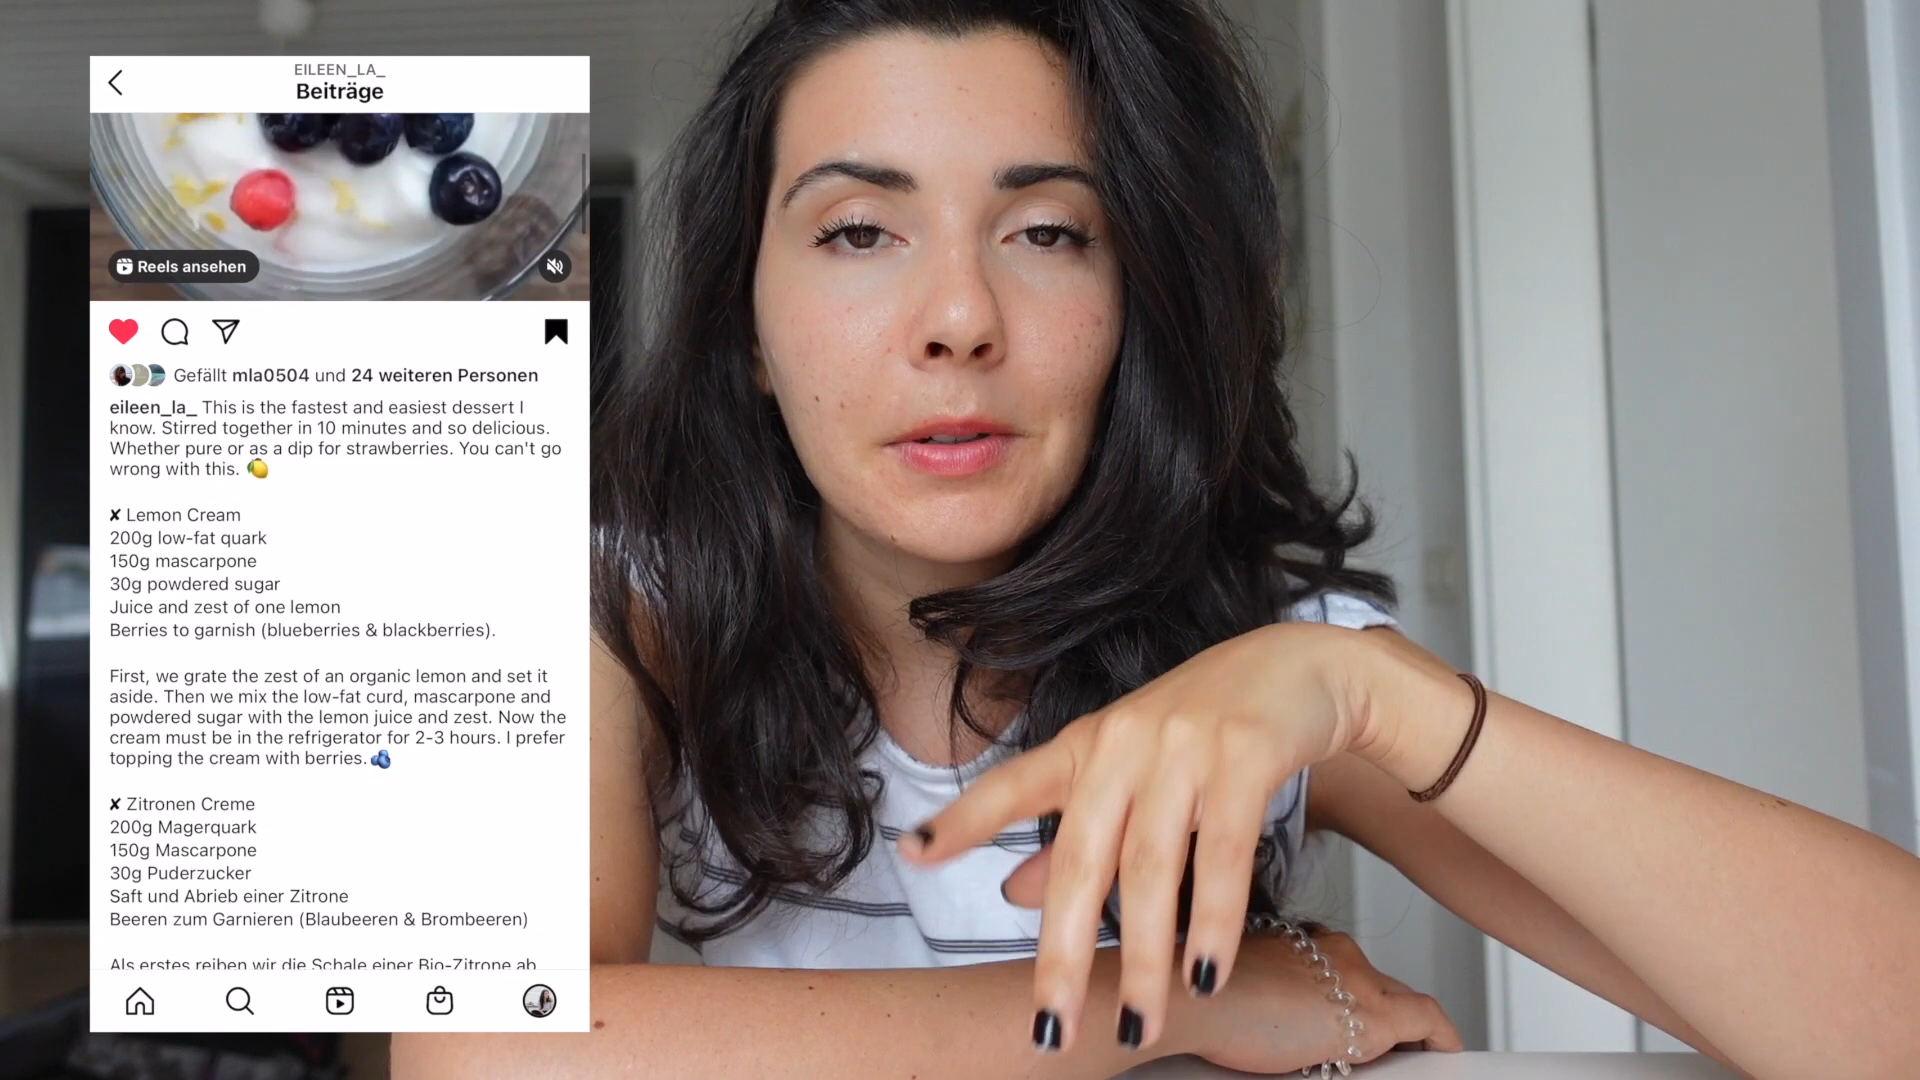 EILEEN_LA_
Beiträge
Reels ansehen
Gefällt mla0504 und 24 weiteren Personen
eileen_la_ This is the fastest and easiest dessert I
know. Stirred together in 10 minutes and so delicious.
Whether pure or as a dip for strawberries. You can't go
wrong with this. 🍋
✘ Lemon Cream
200g low-fat quark
150g mascarpone
30g powdered sugar
Juice and zest of one lemon
Berries to garnish (blueberries & blackberries).
First, we grate the zest of an organic lemon and set it
aside. Then we mix the low-fat curd, mascarpone and
powdered sugar with the lemon juice and zest. Now the
cream must be in the refrigerator for 2-3 hours. I prefer
topping the cream with berries.🫐
✘ Zitronen Creme
200g Magerquark
150g Mascarpone
30g Puderzucker
Saft und Abrieb einer Zitrone
Beeren zum Garnieren (Blaubeeren & Brombeeren)
Als erstes reiben wir die Schale einer Bio-Zitrone ab